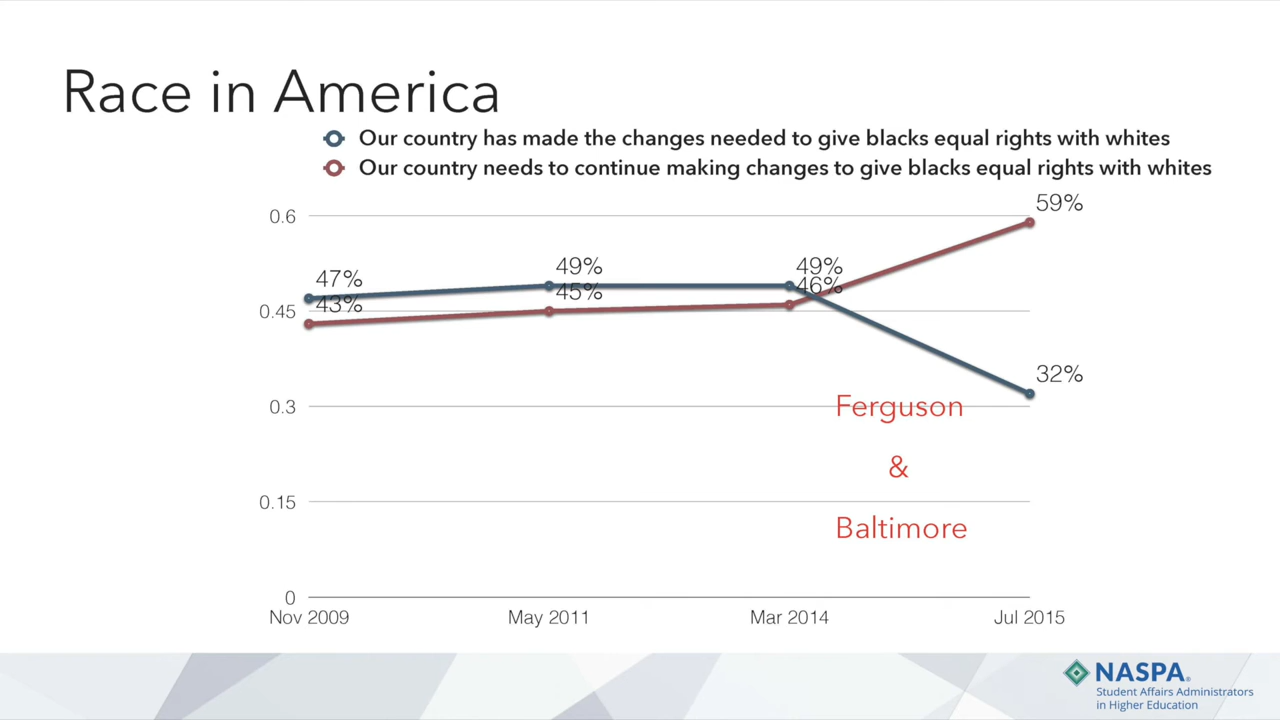 Race in America
Our country has made the changes needed to give blacks equal rights with whites
Our country needs to continue making changes to give blacks equal rights with whites
59%
0.6
49%
49%
47%
46%
45%
43%
0.45
32%
0.3
Ferguson
&
0.15
Baltimore
0
Nov 2009
May 2011
Mar 2014
Jul 2015
NASPA®
Student Affairs Administrators
in Higher Education